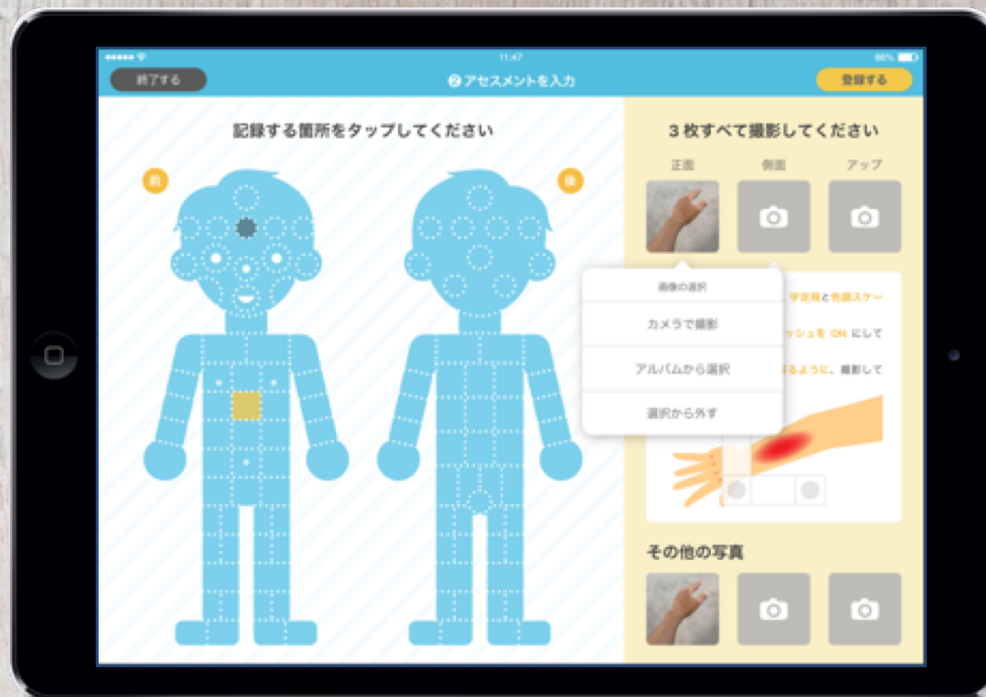 11:47
86%
終了する
❷アセスメントを入力
登録する
記録する箇所をタップしてください
前
後
3枚すべて撮影してください
正面
側面
アップ
画像の選択
カメラで撮影
アルバムから選択
選択から外す
と色調スケー
ッシュを ON にして
るように、撮影して
その他の写真